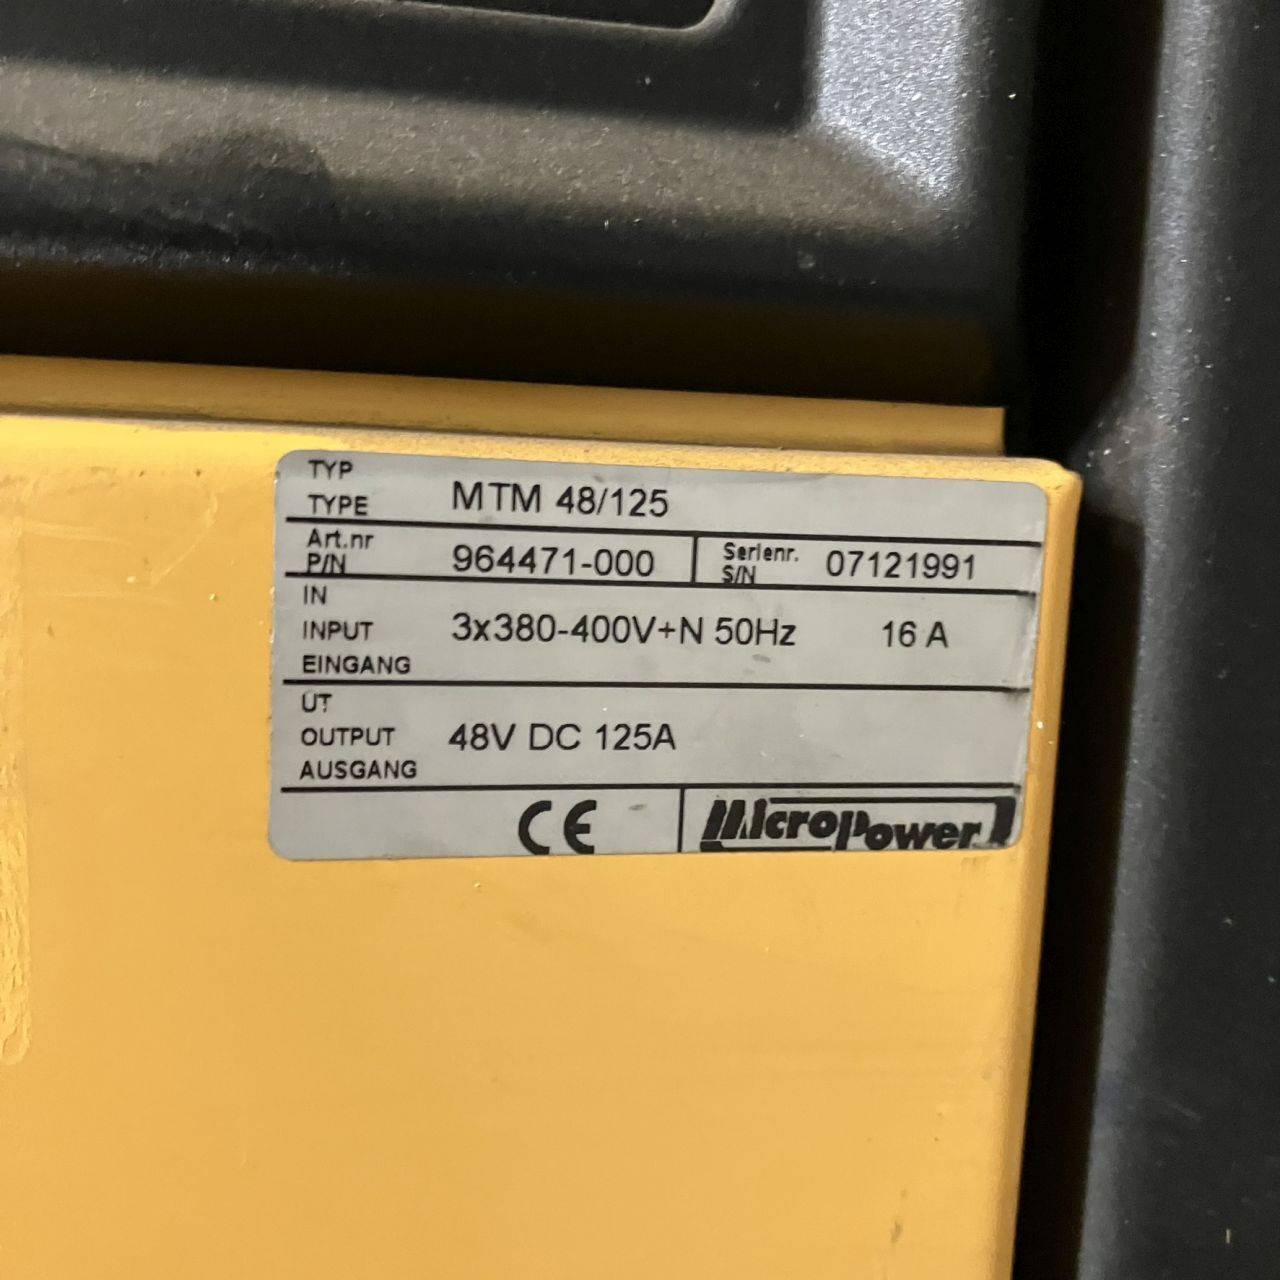 TYP
TYPE MTM 48/125
Art.nr
P/N 964471-000 Serienr. S/N 07121991
IN
INPUT 3x380-400V+N 50Hz 16 A
EINGANG
UT
OUTPUT 48V DC 125A
AUSGANG
CE MicroPower